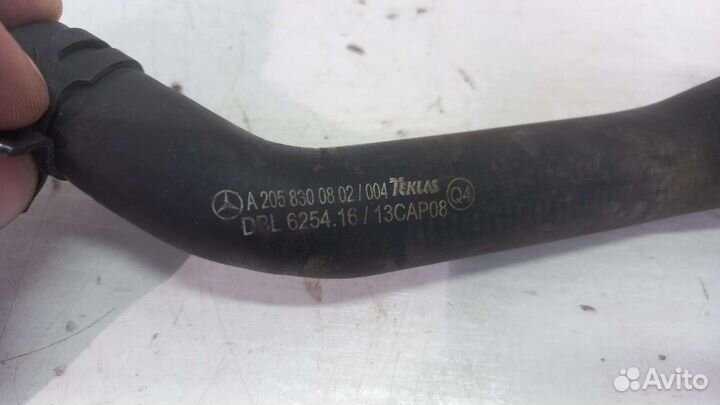 A 205 830 08 02 / 004 TEKLAS Q4
DBL 6254.16 / 13CAP08
Avito